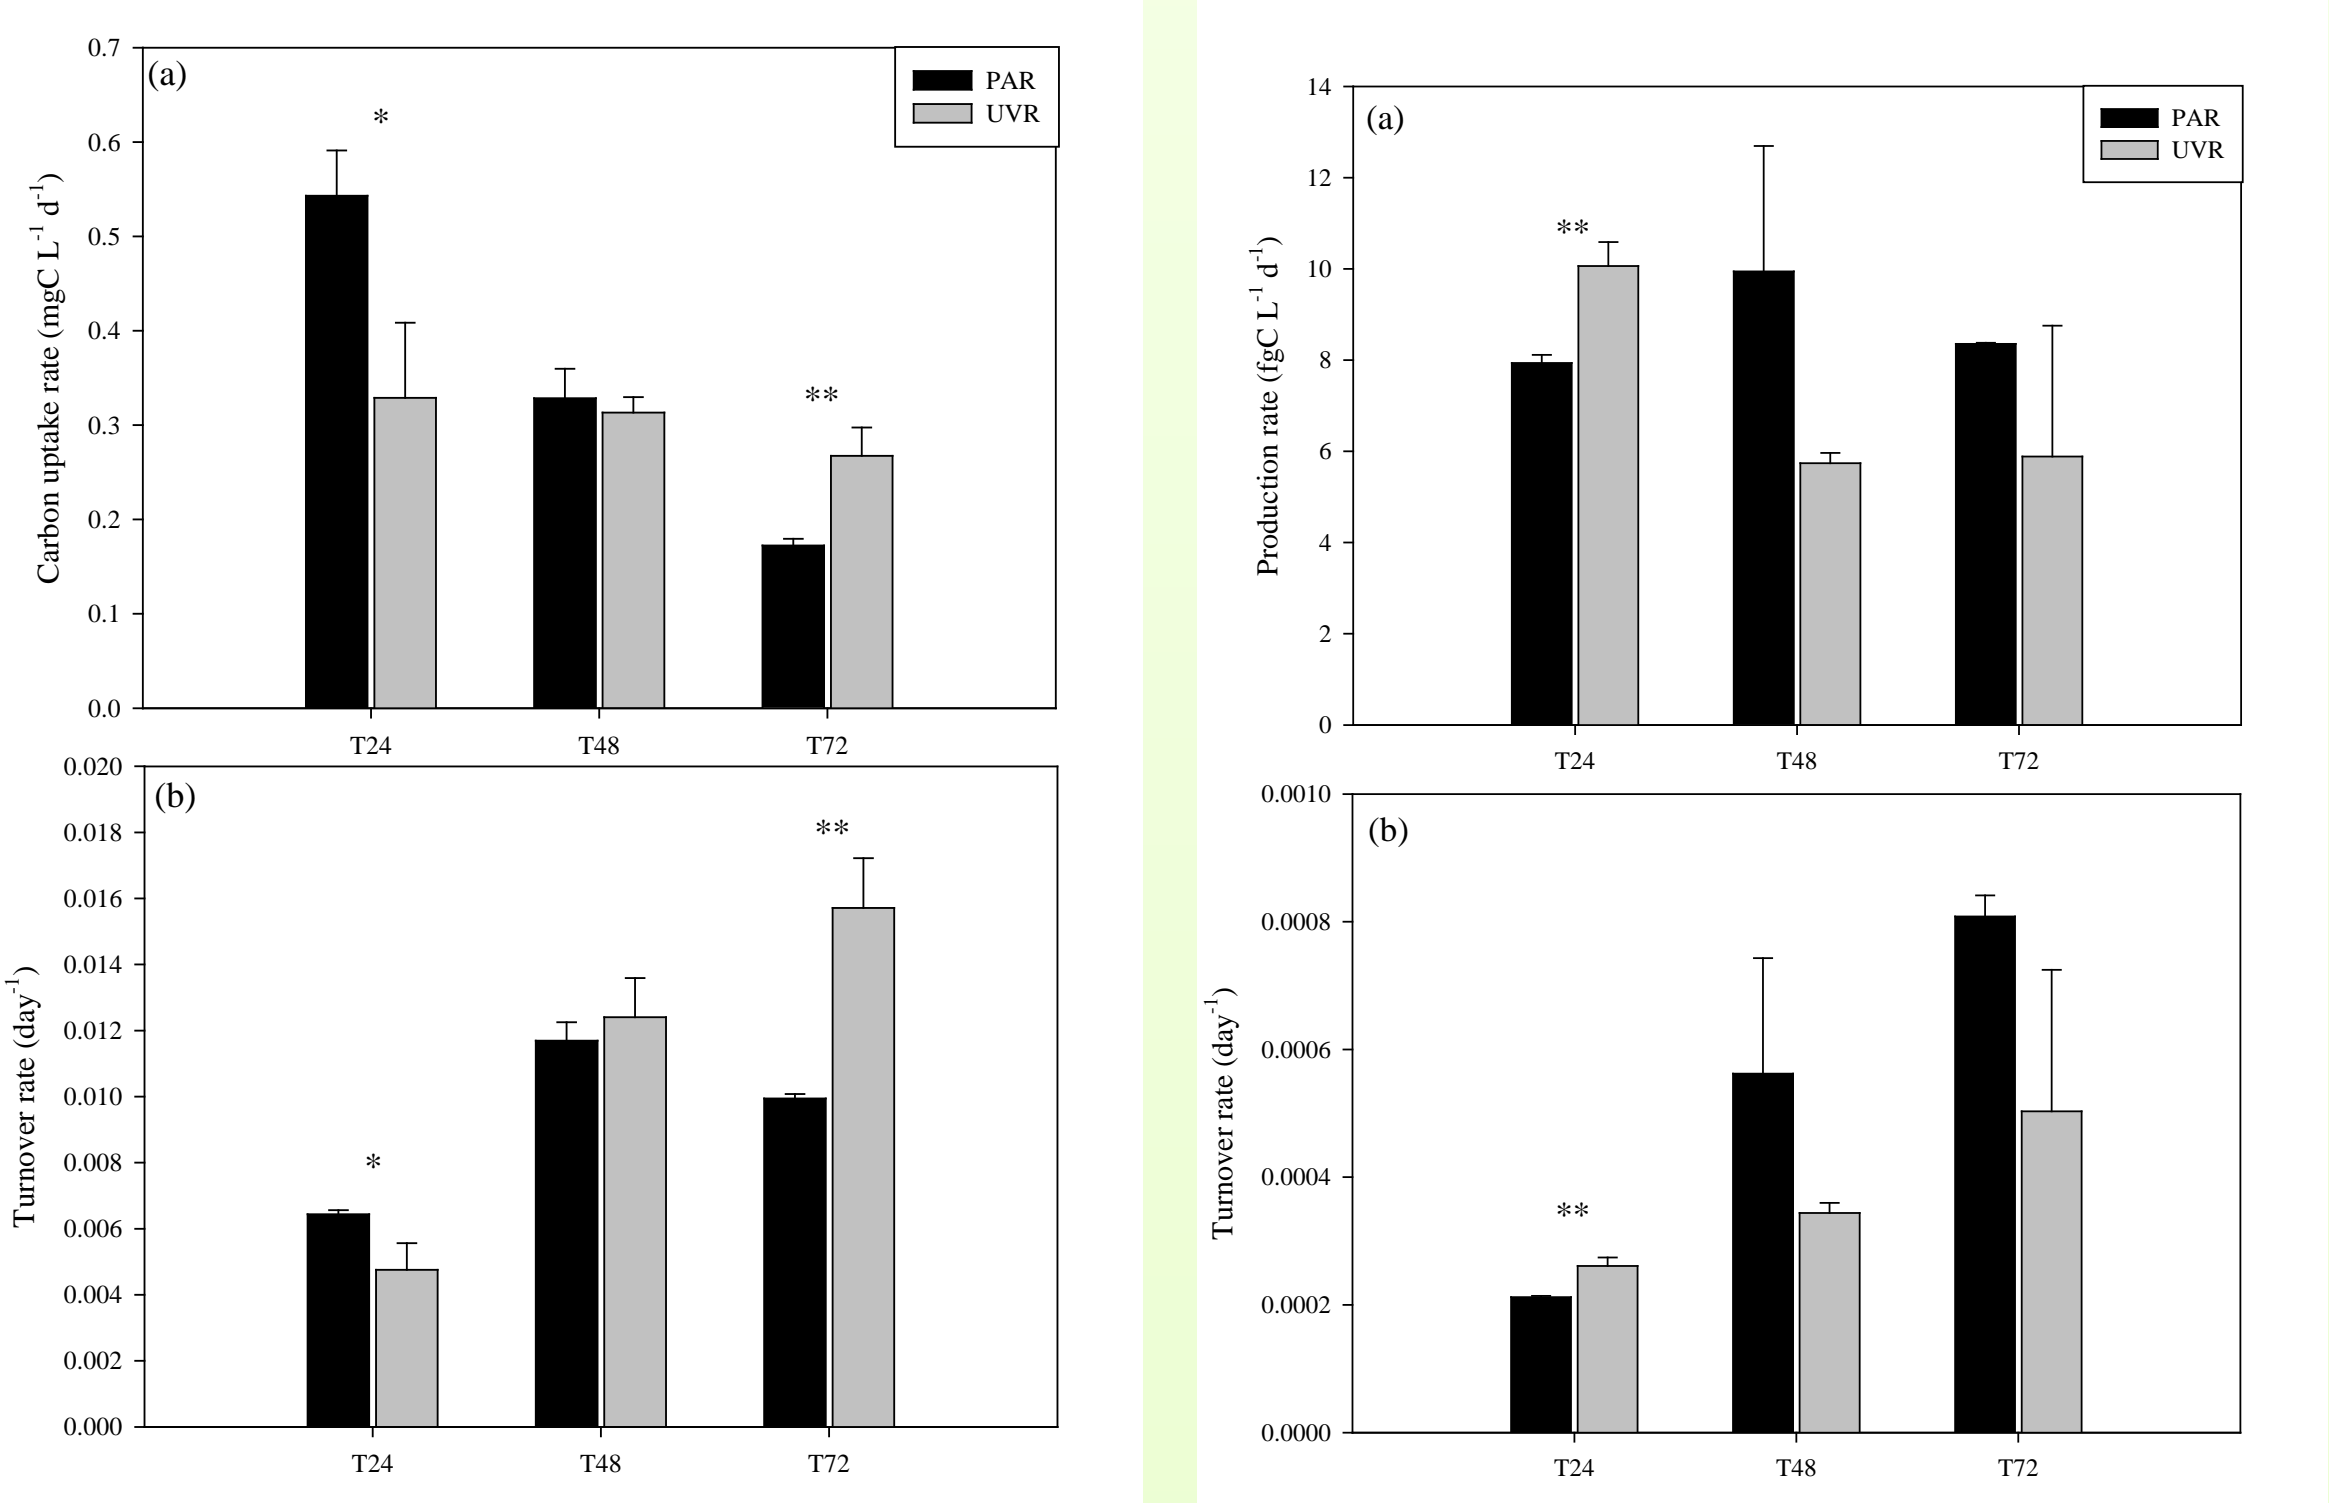 (a)
PAR
UVR
*
**
0.7
0.6
0.5
0.4
0.3
0.2
0.1
0.0
Carbon uptake rate (mgC L-1 d-1)
T24 T48 T72
(b)
*
**
0.020
0.018
0.016
0.014
0.012
0.010
0.008
0.006
0.004
0.002
0.000
Turnover rate (day-1)
T24 T48 T72
(a)
PAR
UVR
**
14
12
10
8
6
4
2
0
Production rate (fgC L-1 d-1)
T24 T48 T72
(b)
**
0.0010
0.0008
0.0006
0.0004
0.0002
0.0000
Turnover rate (day-1)
T24 T48 T72